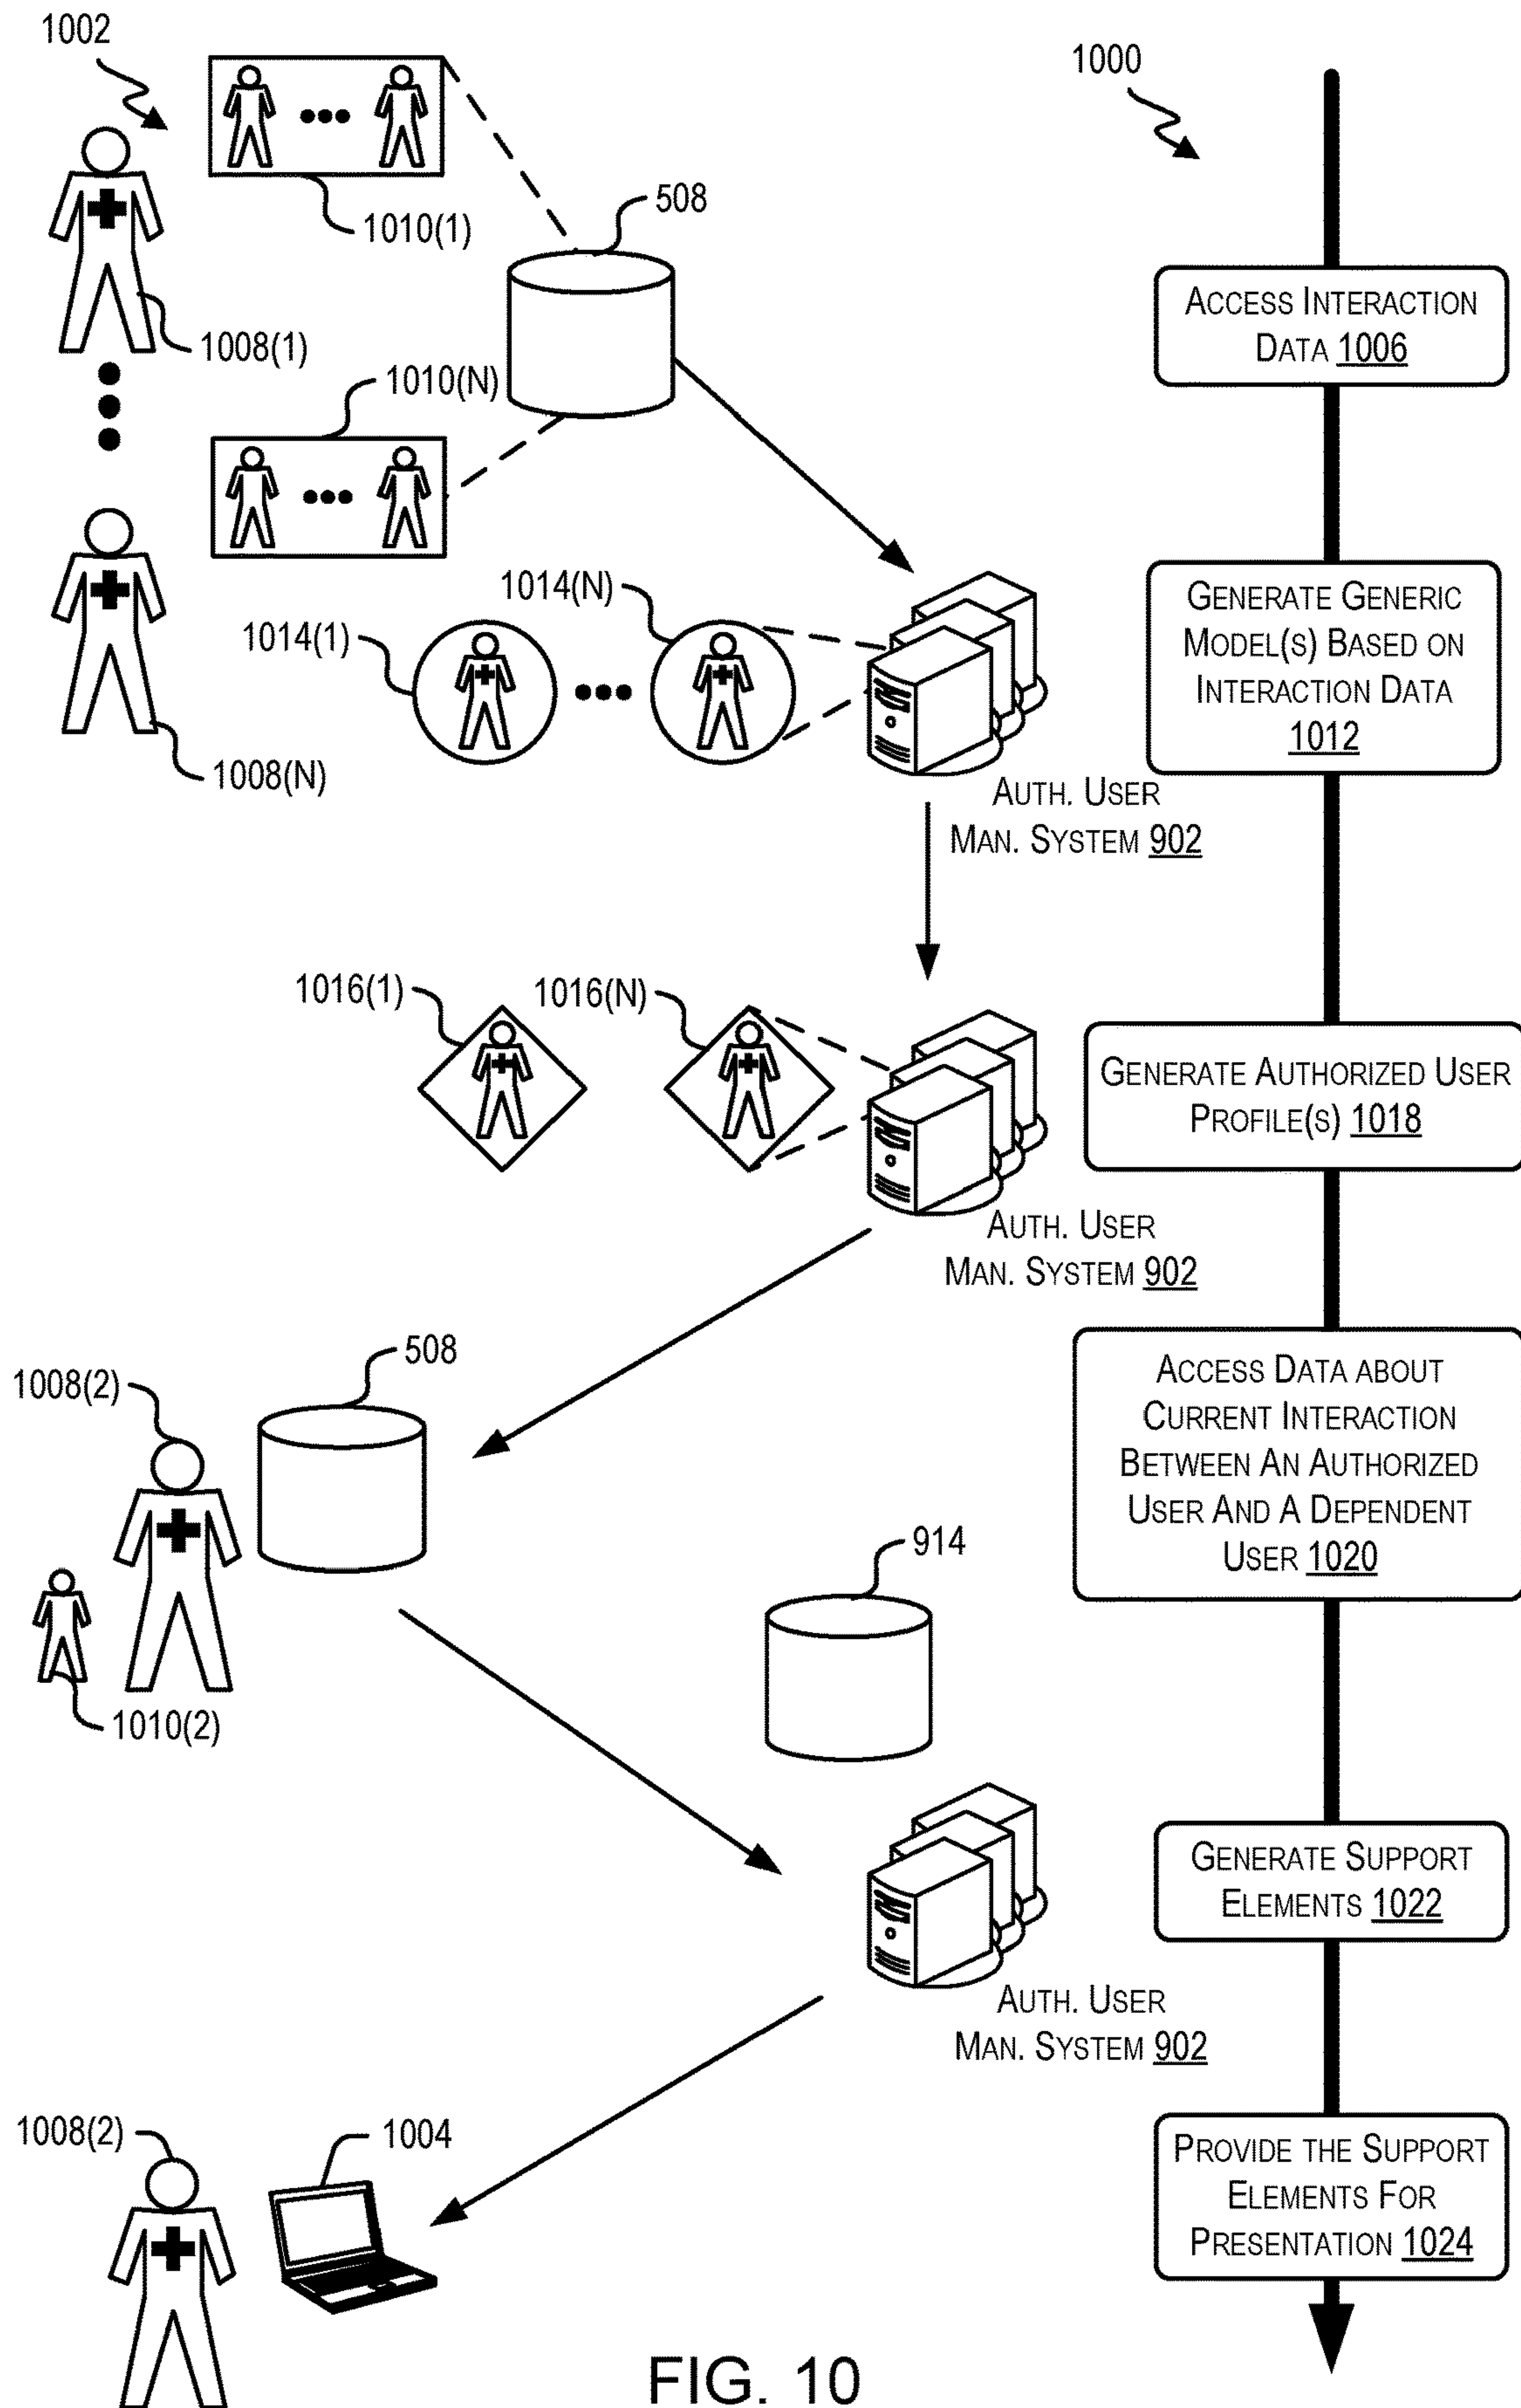 1002
1000
1010(1)
508
1008(1)
ACCESS INTERACTION
DATA 1006
1010(N)
1014(N)
1014(1)
1008(N)
GENERATE GENERIC
MODEL(S) BASED ON
INTERACTION DATA
1012
AUTH. USER
MAN. SYSTEM 902
1016(1)
1016(N)
GENERATE AUTHORIZED USER
PROFILE(S) 1018
AUTH. USER
MAN. SYSTEM 902
508
1008(2)
1010(2)
ACCESS DATA ABOUT
CURRENT INTERACTION
BETWEEN AN AUTHORIZED
USER AND A DEPENDENT
USER 1020
914
GENERATE SUPPORT
ELEMENTS 1022
AUTH. USER
MAN. SYSTEM 902
1008(2)
1004
PROVIDE THE SUPPORT
ELEMENTS FOR
PRESENTATION 1024
FIG. 10